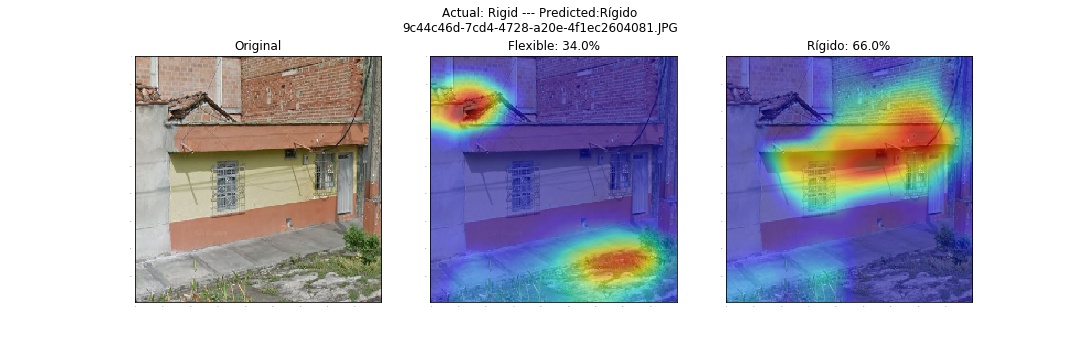 Actual: Rigid --- Predicted:Rígido
9c44c46d-7cd4-4728-a20e-4f1ec2604081.JPG
Original
Flexible: 34.0%
Rígido: 66.0%